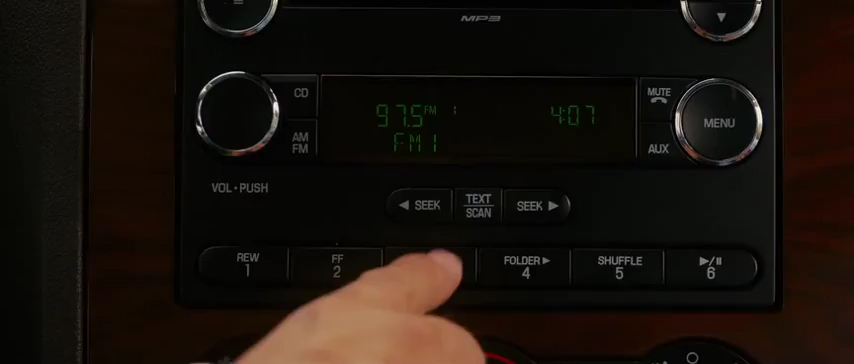 MP3
CD
AM
FM
97.5 FM 1
4:07
FM1
MUTE
AUX
MENU
VOL • PUSH
◀ SEEK
TEXT
SCAN
SEEK ▶
REW
1
FF
2
FOLDER ▶
4
SHUFFLE
5
▶/II
6